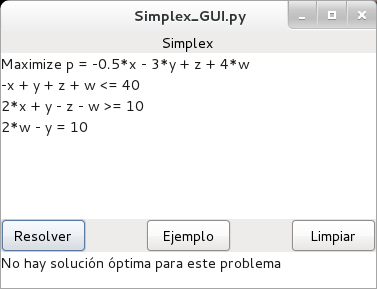 Simplex_GUI.py
Simplex
Maximize p = -0.5*x - 3*y + z + 4*w
-x + y + z + w <= 40
2*x + y - z - w >= 10
2*w - y = 10
Resolver
Ejemplo
Limpiar
No hay solución óptima para este problema